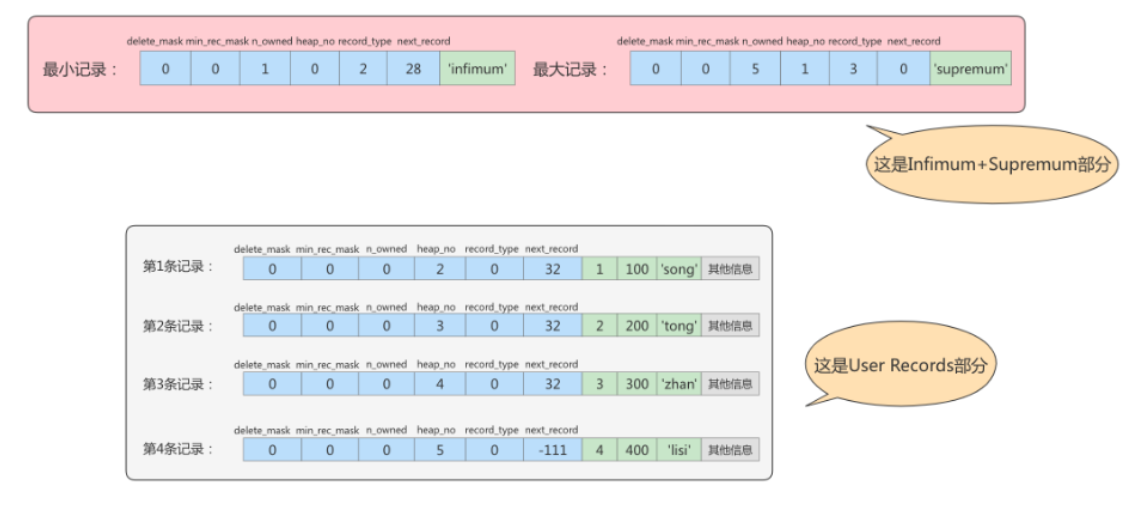 delete_mask min_rec_mask n_owned heap_no record_type next_record
最小记录： 0 0 1 0 2 28 'infimum'
delete_mask min_rec_mask n_owned heap_no record_type next_record
最大记录： 0 0 5 1 3 0 'supremum'
这是Infimum+Supremum部分
delete_mask min_rec_mask n_owned heap_no record_type next_record
第1条记录： 0 0 0 2 0 32 1 100 'song' 其他信息
delete_mask min_rec_mask n_owned heap_no record_type next_record
第2条记录： 0 0 0 3 0 32 2 200 'tong' 其他信息
delete_mask min_rec_mask n_owned heap_no record_type next_record
第3条记录： 0 0 0 4 0 32 3 300 'zhan' 其他信息
delete_mask min_rec_mask n_owned heap_no record_type next_record
第4条记录： 0 0 0 5 0 -111 4 400 'lisi' 其他信息
这是User Records部分